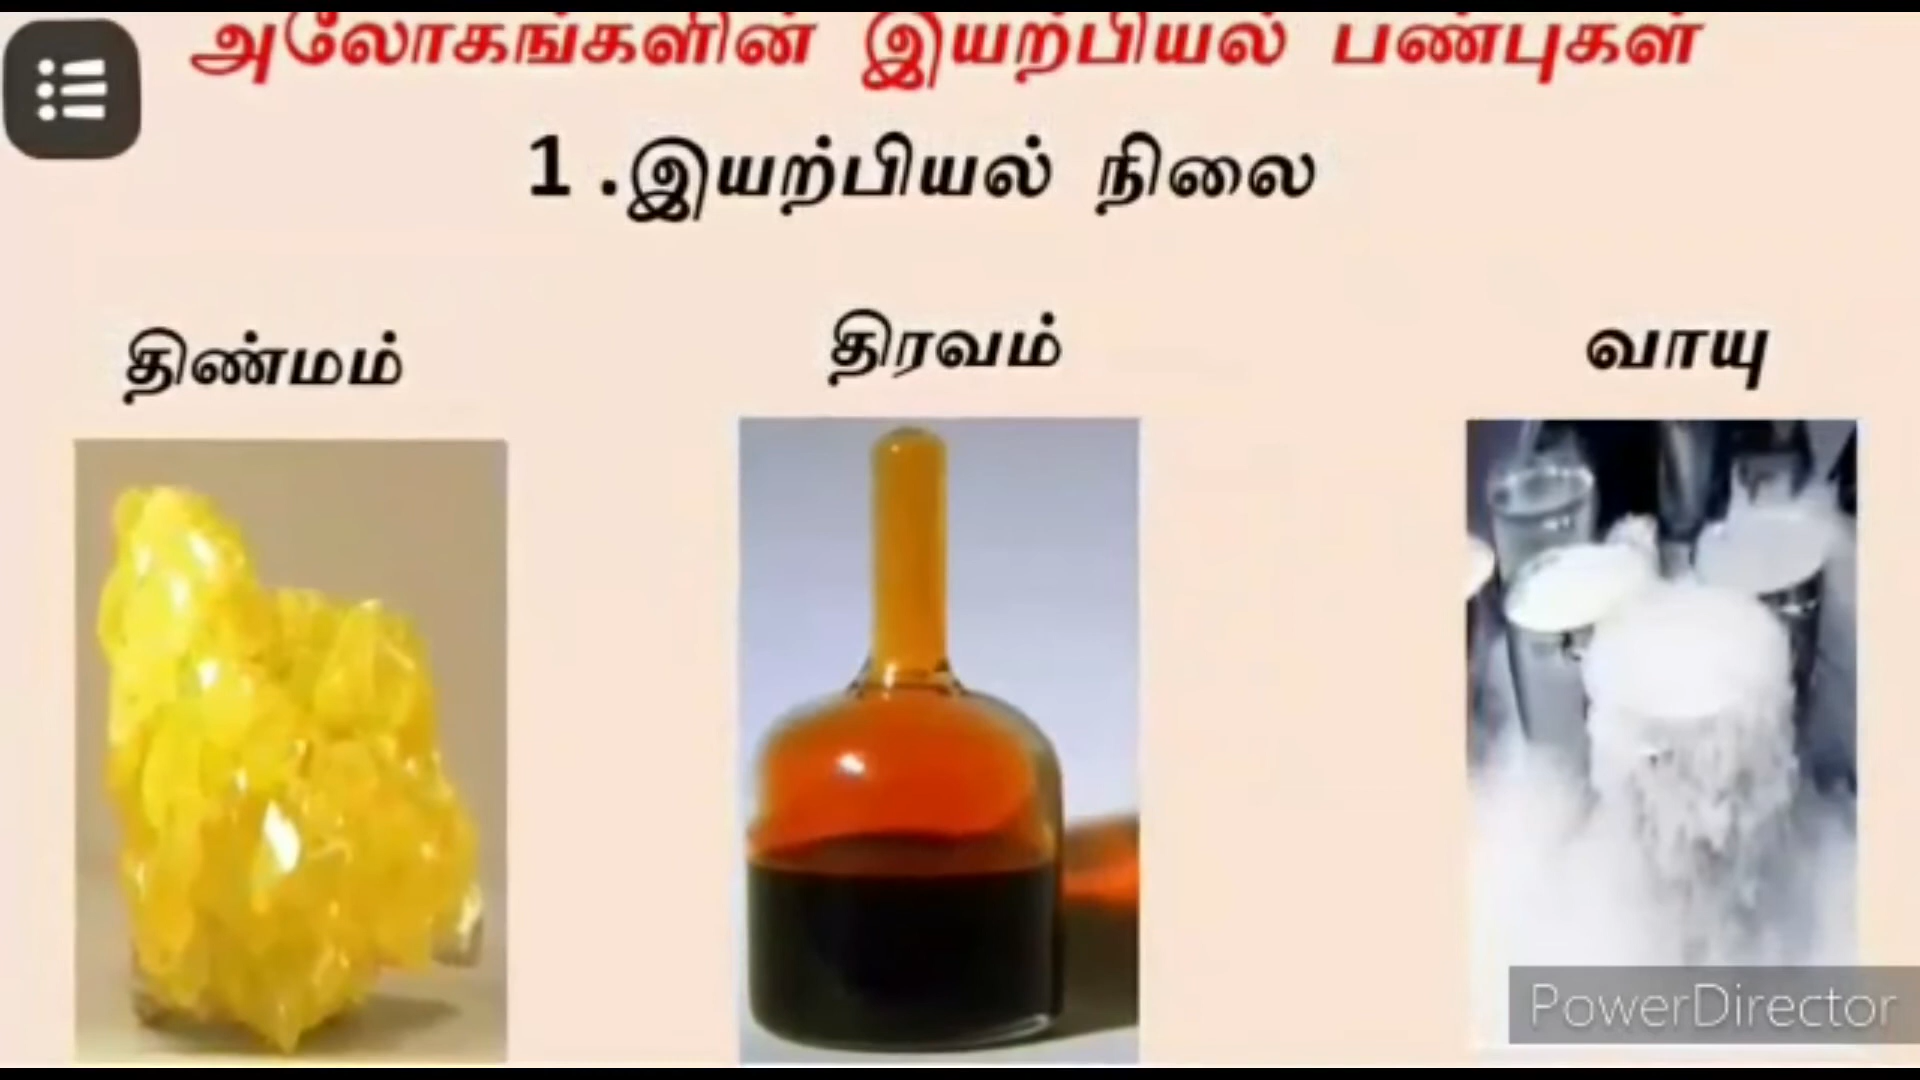 அலோகங்களின் இயற்பியல் பண்புகள்
1 .இயற்பியல் நிலை
திண்மம் திரவம் வாயு
PowerDirector